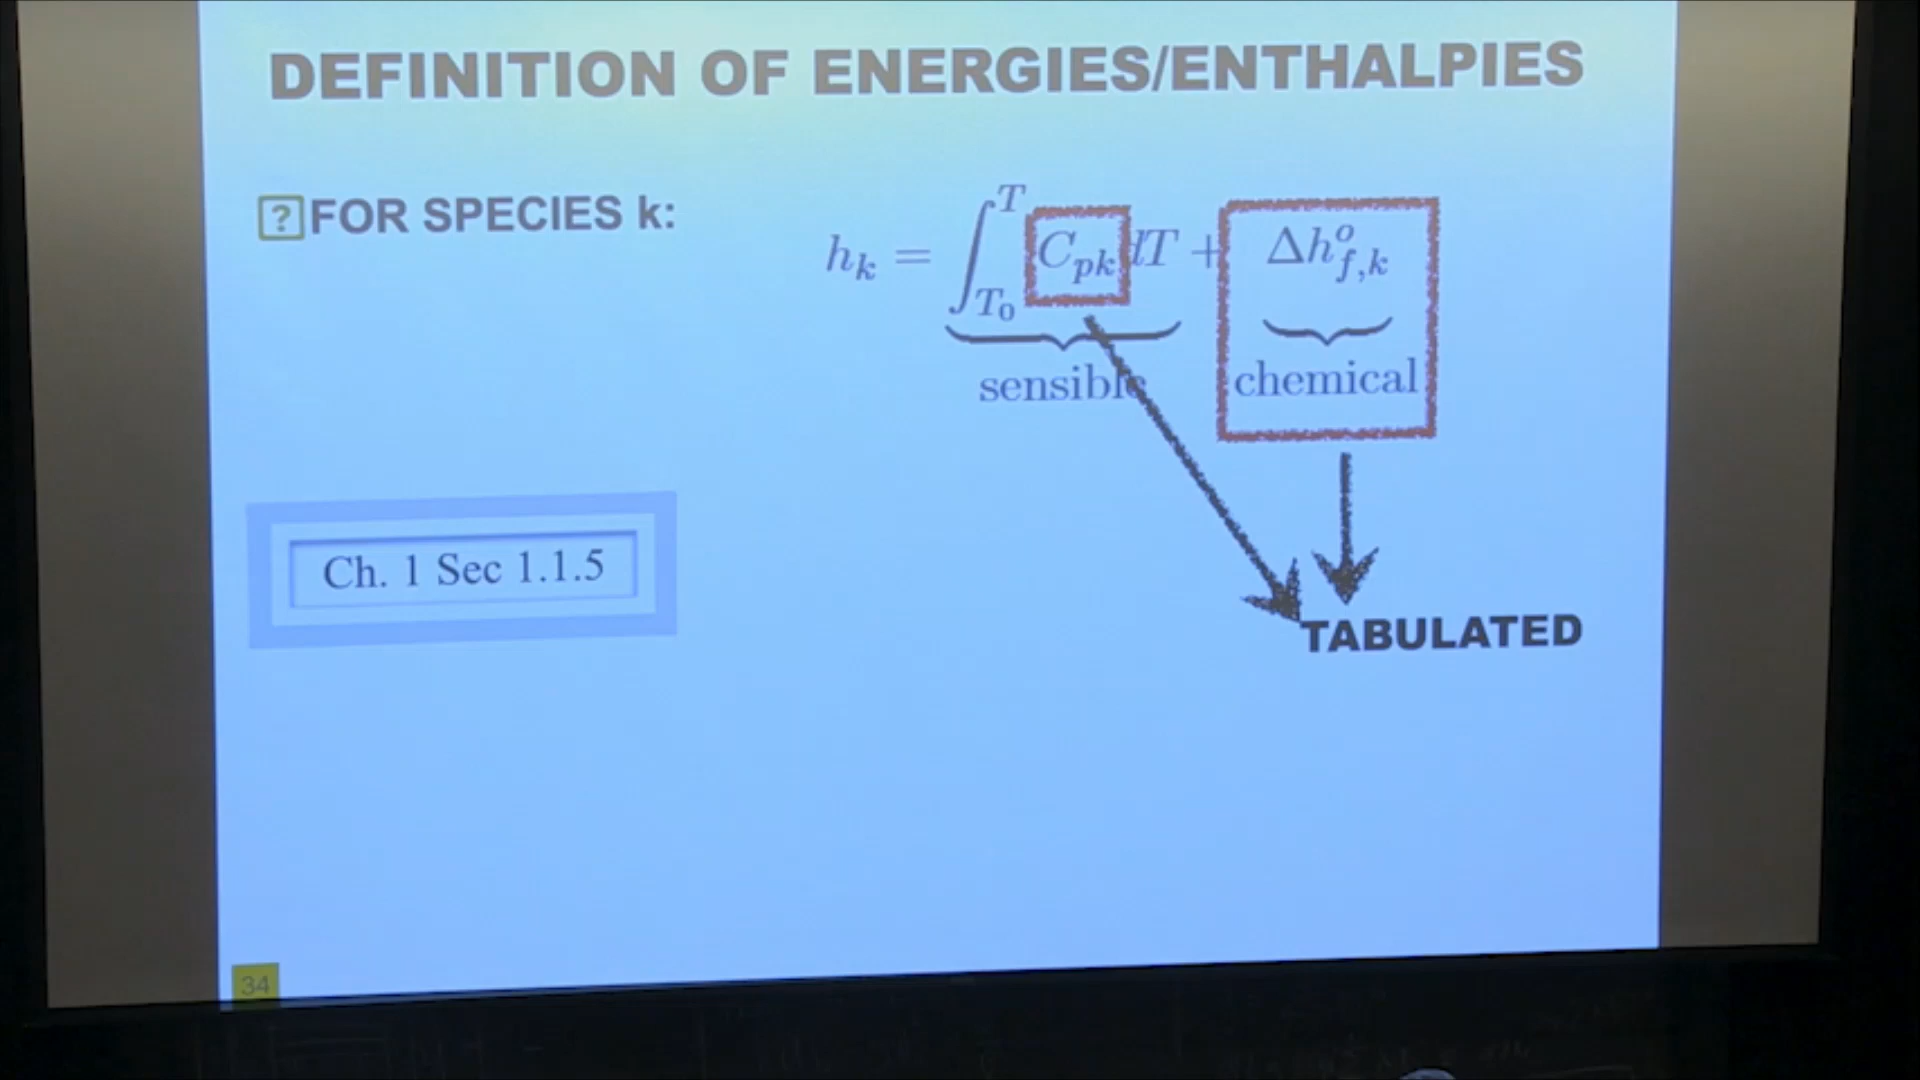 DEFINITION OF ENERGIES/ENTHALPIES
? FOR SPECIES k:
h_k = ∫_{T_0}^{T} C_{pk} dT + Δh^o_{f,k}
sensible chemical
Ch. 1 Sec 1.1.5
TABULATED
34